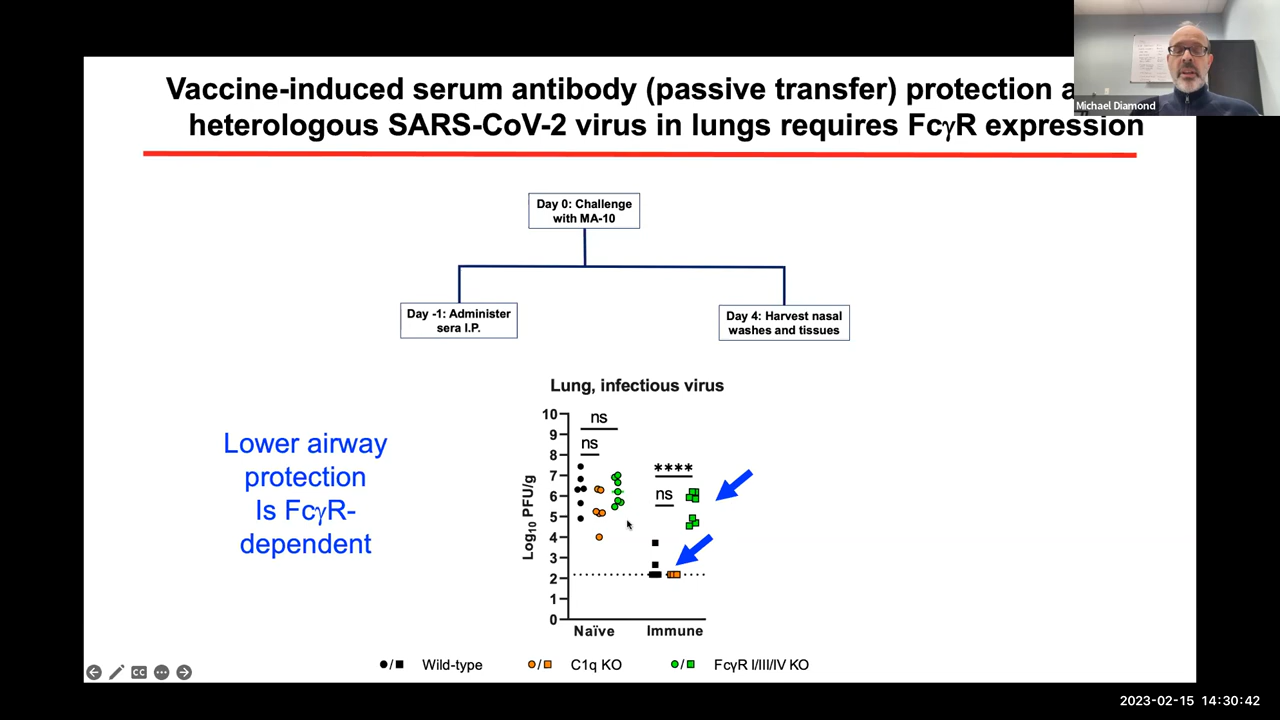 Vaccine-induced serum antibody (passive transfer) protection a
heterologous SARS-CoV-2 virus in lungs requires FcγR expression
Michael Diamond
Day 0: Challenge
with MA-10
Day -1: Administer
sera I.P.
Day 4: Harvest nasal
washes and tissues
Lower airway
protection
Is FcγR-
dependent
Lung, infectious virus
Log10 PFU/g
10
9
8
7
6
5
4
3
2
1
0
ns
ns
****
ns
Naïve
Immune
Wild-type
C1q KO
FcγR I/III/IV KO
CC
2023-02-15 14:30:42